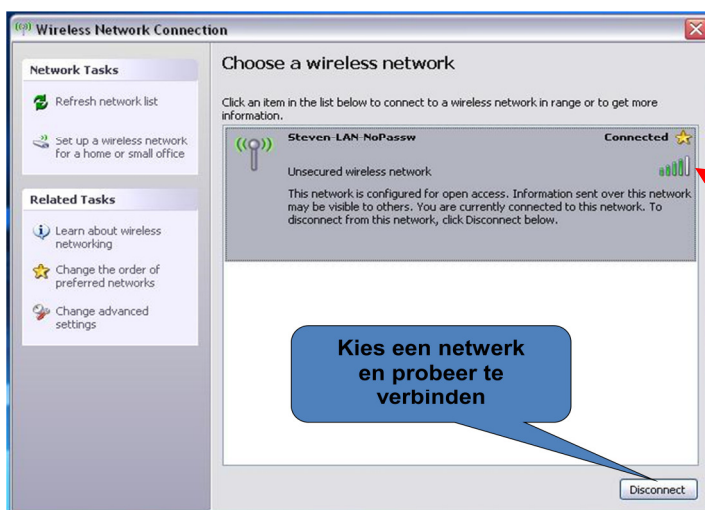 Wireless Network Connection
Network Tasks
Refresh network list
Set up a wireless network
for a home or small office
Related Tasks
Learn about wireless
networking
Change the order of
preferred networks
Change advanced
settings
Choose a wireless network
Click an item in the list below to connect to a wireless network in range or to get more
information.
Steven-LAN-NoPassw
Connected
Unsecured wireless network
This network is configured for open access. Information sent over this network
may be visible to others. You are currently connected to this network. To
disconnect from this network, click Disconnect below.
Kies een netwerk
en probeer te
verbinden
Disconnect